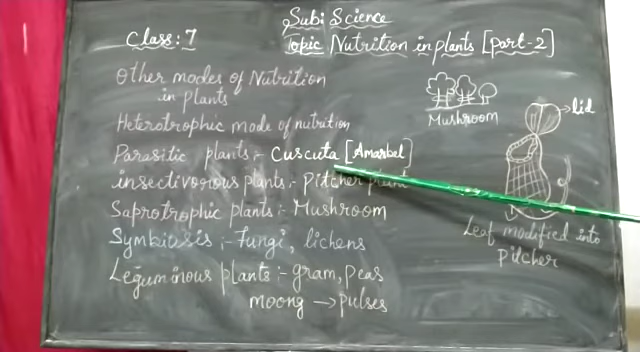 Sub: Science
Class: 7
Topic Nutrition in plants [Part-2]
Other modes of Nutrition
in plants
Heterotrophic mode of nutrition
Parasitic plants :- Cuscuta [Amarbel]
insectivorous plants :- Pitcher plant
Saprotrophic plants :- Mushroom
Symbiosis :- fungi, lichens
Leguminous plants :- gram, peas
moong → pulses
Mushroom
lid
Leaf modified into
pitcher